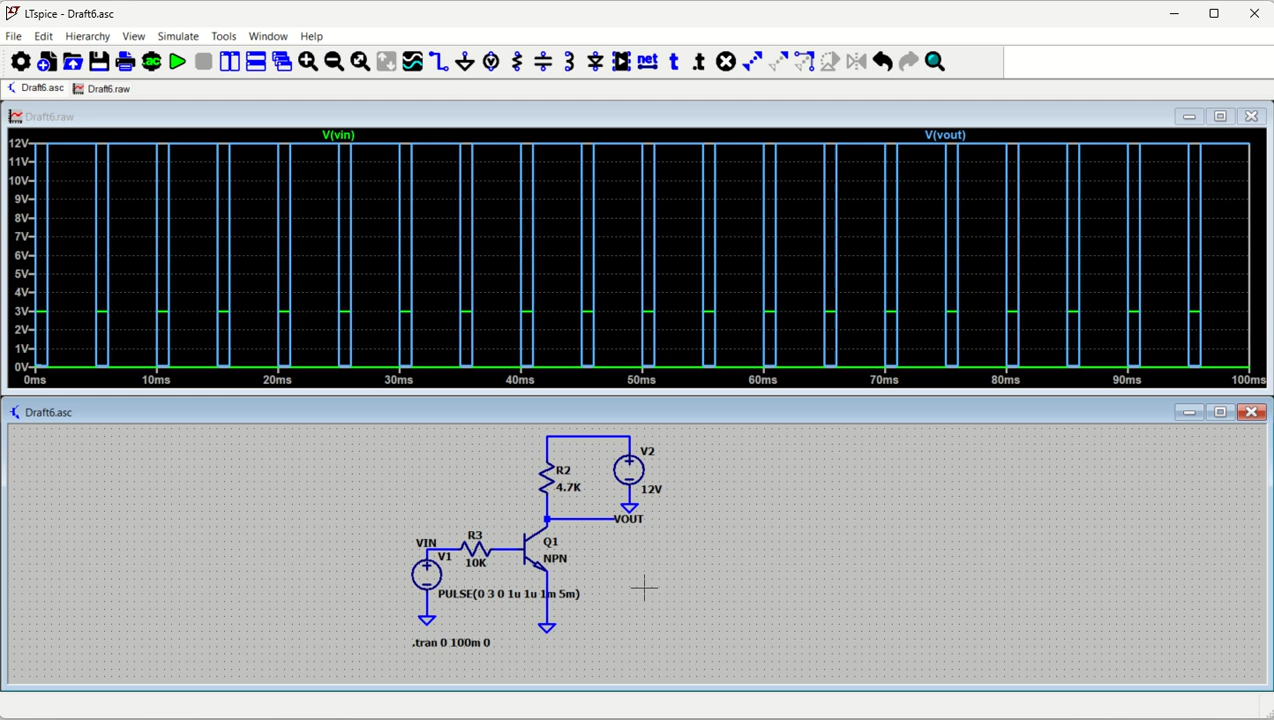 LTspice - Draft6.asc
File Edit Hierarchy View Simulate Tools Window Help
.ac net t .t
Draft6.asc Draft6.raw
Draft6.raw
V(vin) V(vout)
12V
11V
10V
9V
8V
7V
6V
5V
4V
3V
2V
1V
0V
0ms 10ms 20ms 30ms 40ms 50ms 60ms 70ms 80ms 90ms 100ms
Draft6.asc
V2
R2
4.7K
12V
VOUT
R3
VIN
Q1
V1
10K
NPN
PULSE(0 3 0 1u 1u 1m 5m)
.tran 0 100m 0